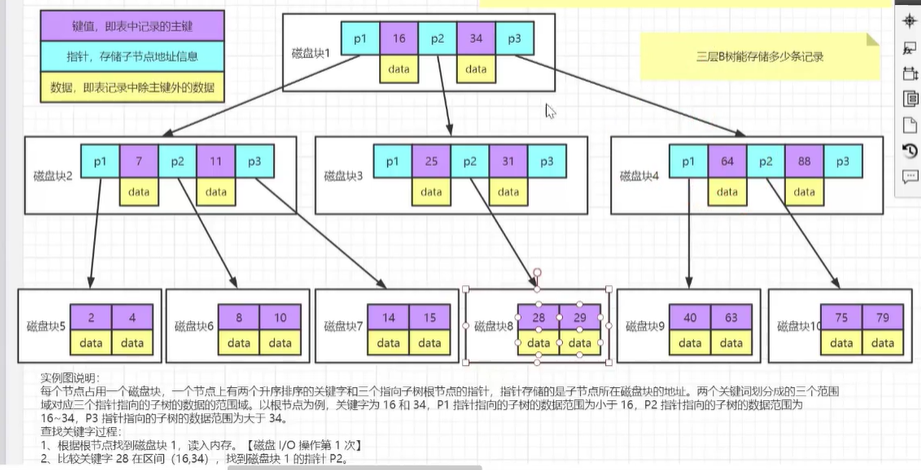 键值，即表中记录的主键
指针，存储子节点地址信息
数据，即表记录中除主键外的数据
磁盘块1
p1 16 p2 34 p3
data data
三层B树能存储多少条记录
磁盘块2
p1 7 p2 11 p3
data data
磁盘块3
p1 25 p2 31 p3
data data
磁盘块4
p1 64 p2 88 p3
data data
磁盘块5
2 4
data data
磁盘块6
8 10
data data
磁盘块7
14 15
data data
磁盘块8
28 29
data data
磁盘块9
40 63
data data
磁盘块10
75 79
data data
实例图说明：
每个节点占用一个磁盘块，一个节点上有两个升序排序的关键字和三个指向子树根节点的指针，指针存储的是子节点所在磁盘块的地址。两个关键词划分成的三个范围
域对应三个指针指向的子树的数据的范围域。以根节点为例，关键字为 16 和 34，P1 指针指向的子树的数据范围为小于 16，P2 指针指向的子树的数据范围为
16~34，P3 指针指向的子树的数据范围为大于 34。
查找关键字过程：
1、根据根节点找到磁盘块 1，读入内存。【磁盘 I/O 操作第 1 次】
2、比较关键字 28 在区间（16,34），找到磁盘块 1 的指针 P2。